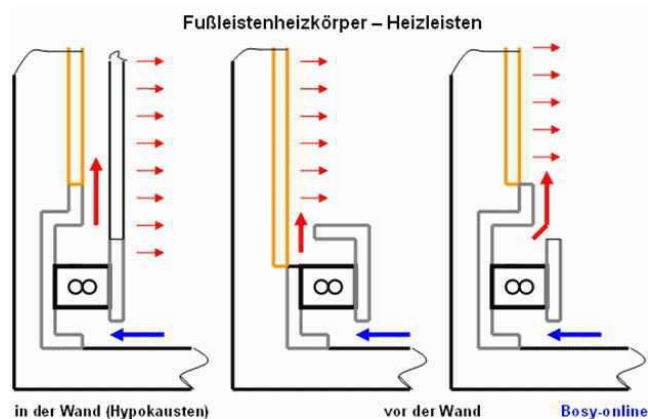 Fußleistenheizkörper – Heizleisten
in der Wand (Hypokausten)
vor der Wand
Bosy-online